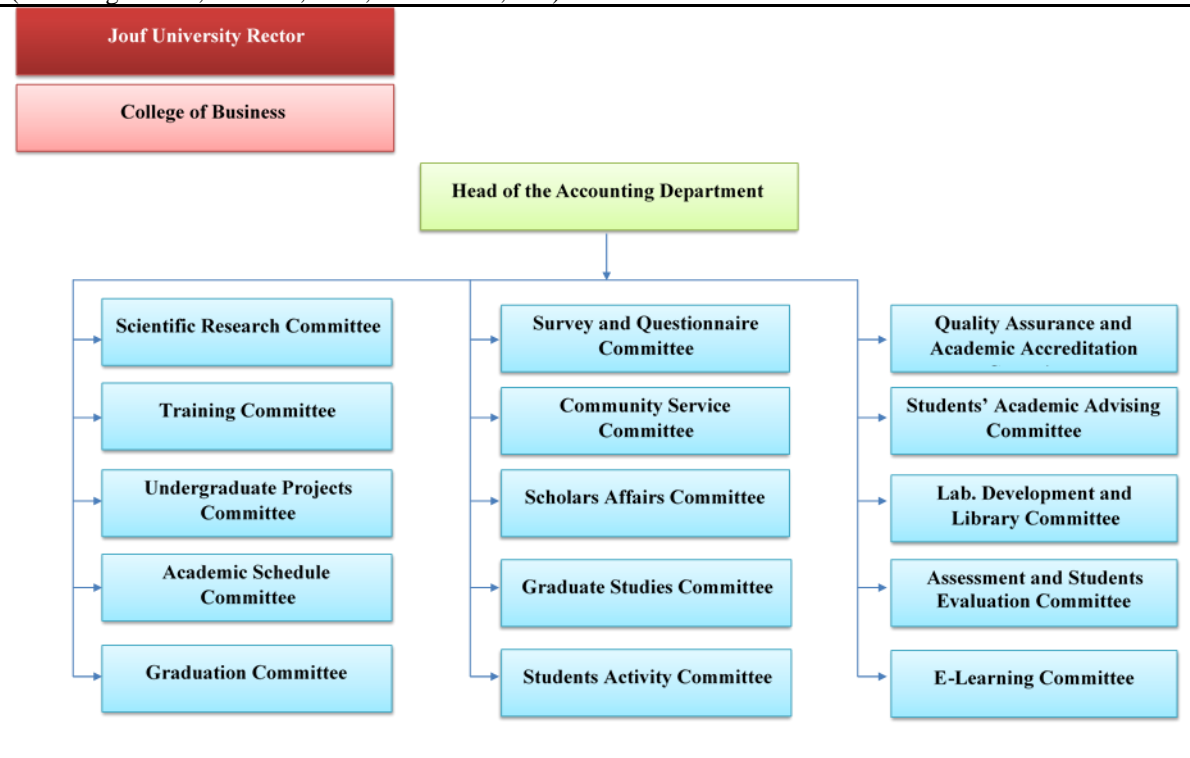 Jouf University Rector
College of Business
Head of the Accounting Department
Scientific Research Committee
Training Committee
Undergraduate Projects
Committee
Academic Schedule
Committee
Graduation Committee
Survey and Questionnaire
Committee
Community Service
Committee
Scholars Affairs Committee
Graduate Studies Committee
Students Activity Committee
Quality Assurance and
Academic Accreditation
Students’ Academic Advising
Committee
Lab. Development and
Library Committee
Assessment and Students
Evaluation Committee
E-Learning Committee